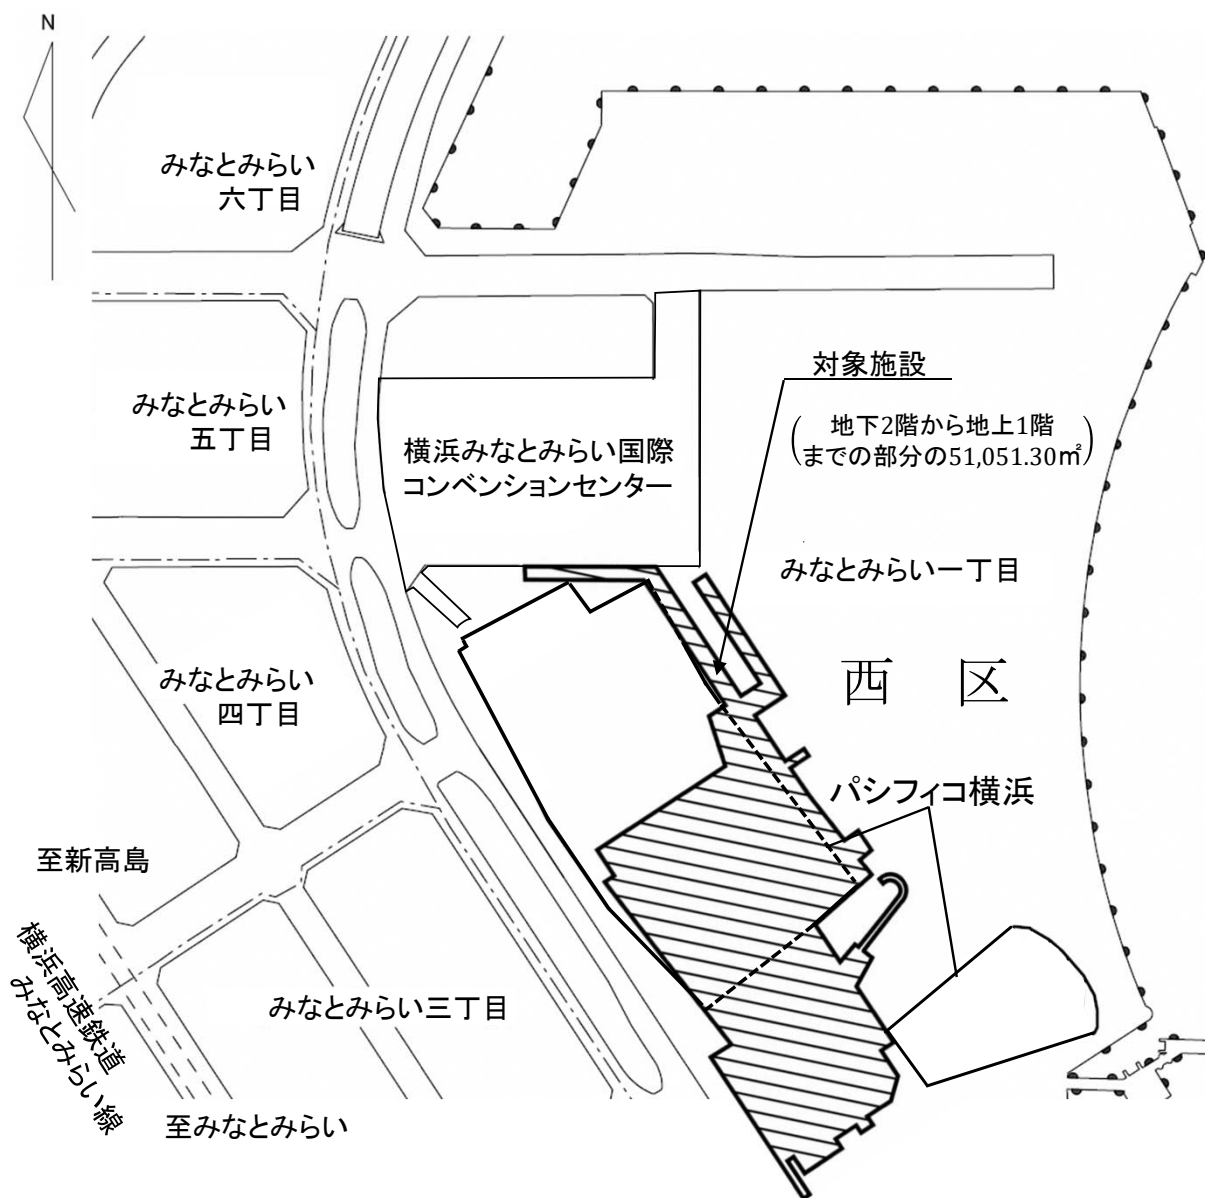 N
みなとみらい
六丁目
対象施設
みなとみらい
五丁目
(地下2階から地上1階
までの部分の51,051.30㎡)
横浜みなとみらい国際
コンベンションセンター
みなとみらい一丁目
みなとみらい
四丁目
西 区
パシフィコ横浜
至新高島
横浜高速鉄道
みなとみらい線
みなとみらい三丁目
至みなとみらい